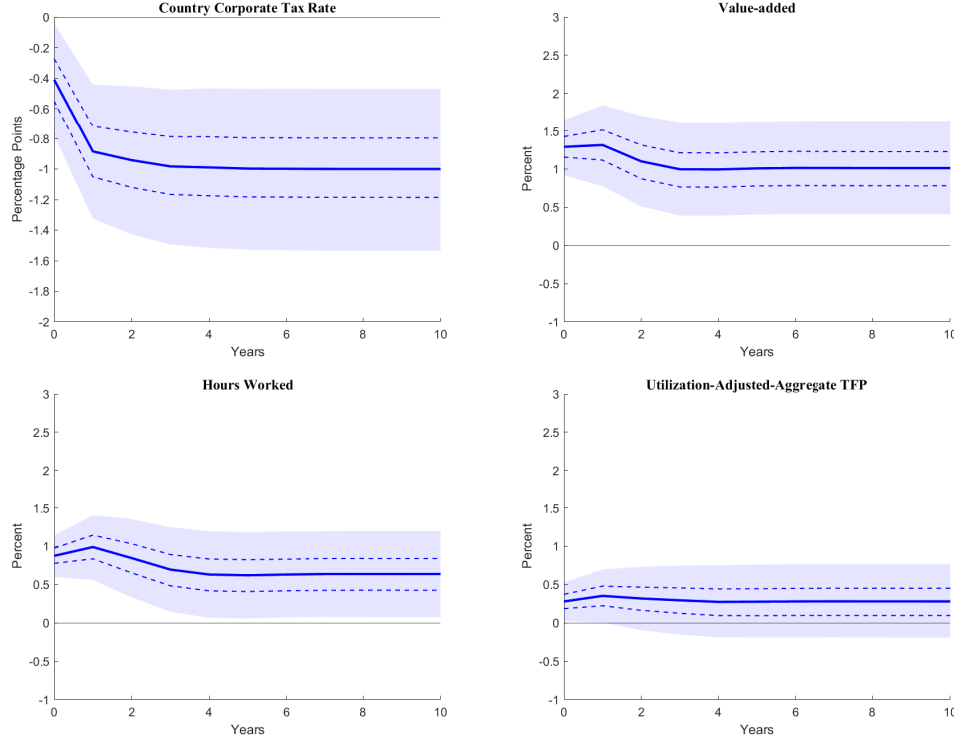 Country Corporate Tax Rate
0
-0.2
-0.4
-0.6
-0.8
-1
-1.2
-1.4
-1.6
-1.8
-2
Percentage Points
0 2 4 6 8 10
Years
Value-added
3
2.5
2
1.5
1
0.5
0
-0.5
-1
Percent
0 2 4 6 8 10
Years
Hours Worked
3
2.5
2
1.5
1
0.5
0
-0.5
-1
Percent
0 2 4 6 8 10
Years
Utilization-Adjusted-Aggregate TFP
3
2.5
2
1.5
1
0.5
0
-0.5
-1
Percent
0 2 4 6 8 10
Years